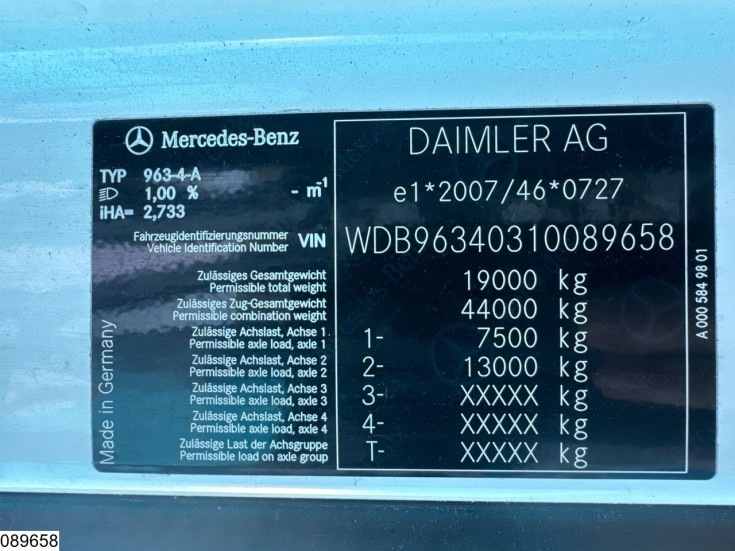 Mercedes-Benz
DAIMLER AG
TYP 963-4-A
1,00 % - m-1
iHA= 2,733
e1*2007/46*0727
Fahrzeugidentifizierungsnummer
Vehicle Identification Number VIN WDB96340310089658
Zulässiges Gesamtgewicht
Permissible total weight 19000 kg
Zulässiges Zug-Gesamtgewicht
Permissible combination weight 44000 kg
Zulässige Achslast, Achse 1
Permissible axle load, axle 1 1- 7500 kg
Zulässige Achslast, Achse 2
Permissible axle load, axle 2 2- 13000 kg
Zulässige Achslast, Achse 3
Permissible axle load, axle 3 3- XXXXX kg
Zulässige Achslast, Achse 4
Permissible axle load, axle 4 4- XXXXX kg
Zulässige Last der Achsgruppe
Permissible load on axle group T- XXXXX kg
Made in Germany
A 000 584 98 01
089658